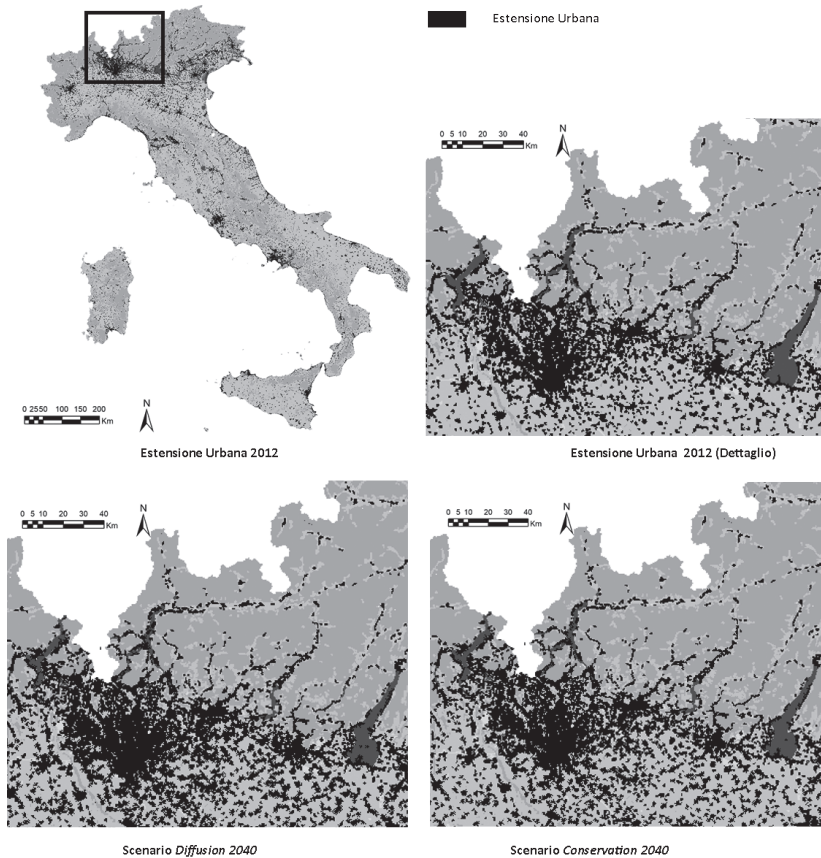 Estensione Urbana
0 5 10 20 30 40
Km
N
0 2550 100 150 200
Km
N
Estensione Urbana 2012
Estensione Urbana 2012 (Dettaglio)
0 5 10 20 30 40
Km
N
0 5 10 20 30 40
Km
N
Scenario Diffusion 2040
Scenario Conservation 2040